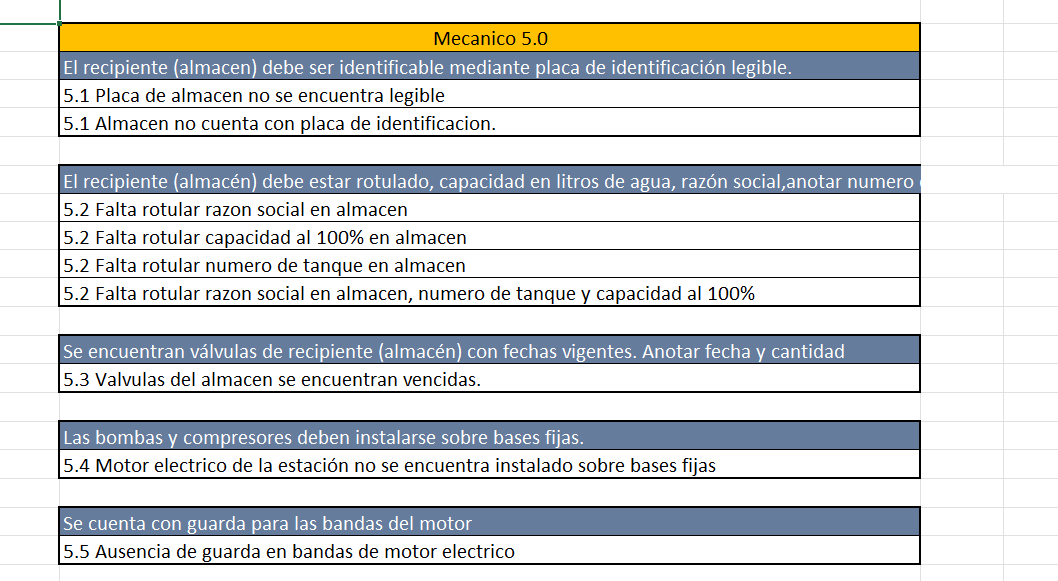 Mecanico 5.0
El recipiente (almacen) debe ser identificable mediante placa de identificación legible.
5.1 Placa de almacen no se encuentra legible
5.1 Almacen no cuenta con placa de identificacion.
El recipiente (almacén) debe estar rotulado, capacidad en litros de agua, razón social,anotar numero
5.2 Falta rotular razon social en almacen
5.2 Falta rotular capacidad al 100% en almacen
5.2 Falta rotular numero de tanque en almacen
5.2 Falta rotular razon social en almacen, numero de tanque y capacidad al 100%
Se encuentran válvulas de recipiente (almacén) con fechas vigentes. Anotar fecha y cantidad
5.3 Valvulas del almacen se encuentran vencidas.
Las bombas y compresores deben instalarse sobre bases fijas.
5.4 Motor electrico de la estación no se encuentra instalado sobre bases fijas
Se cuenta con guarda para las bandas del motor
5.5 Ausencia de guarda en bandas de motor electrico